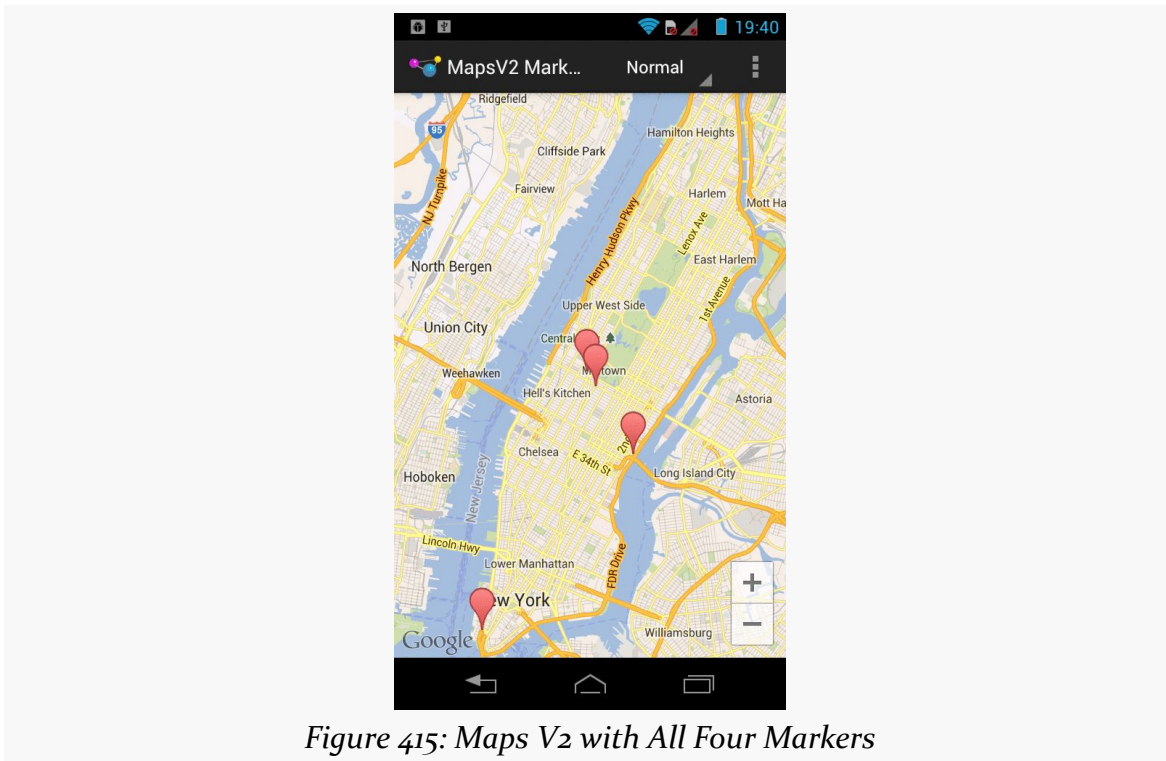 19:40
MapsV2 Mark...
Normal
Ridgefield
95
Hamilton Heights
Cliffside Park
NJ Turnpike
Fairview
Harlem
Mott Ha
Henry Hudson Pkwy
Lenox Ave
East Harlem
North Bergen
1st Avenue
Upper West Side
Union City
Central
Weehawken
town
Hell's Kitchen
Astoria
2nd
Chelsea
E 34th St
Long Island City
Hoboken
New Jersey
Lincoln Hwy
Lower Manhattan
FDR Drive
+
ew York
−
Williamsburg
Google
Figure 415: Maps V2 with All Four Markers